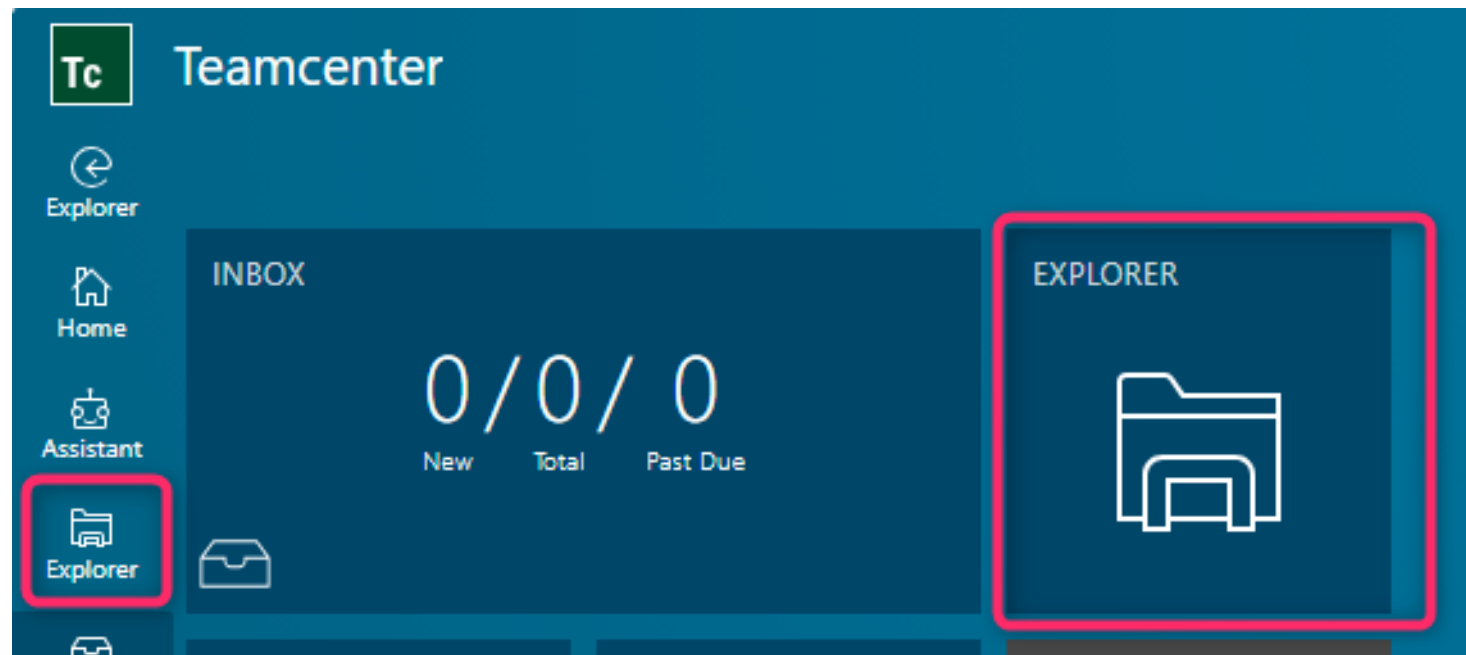 Tc Teamcenter
Explorer
Home
Assistant
Explorer
INBOX
0/0/ 0
New Total Past Due
EXPLORER